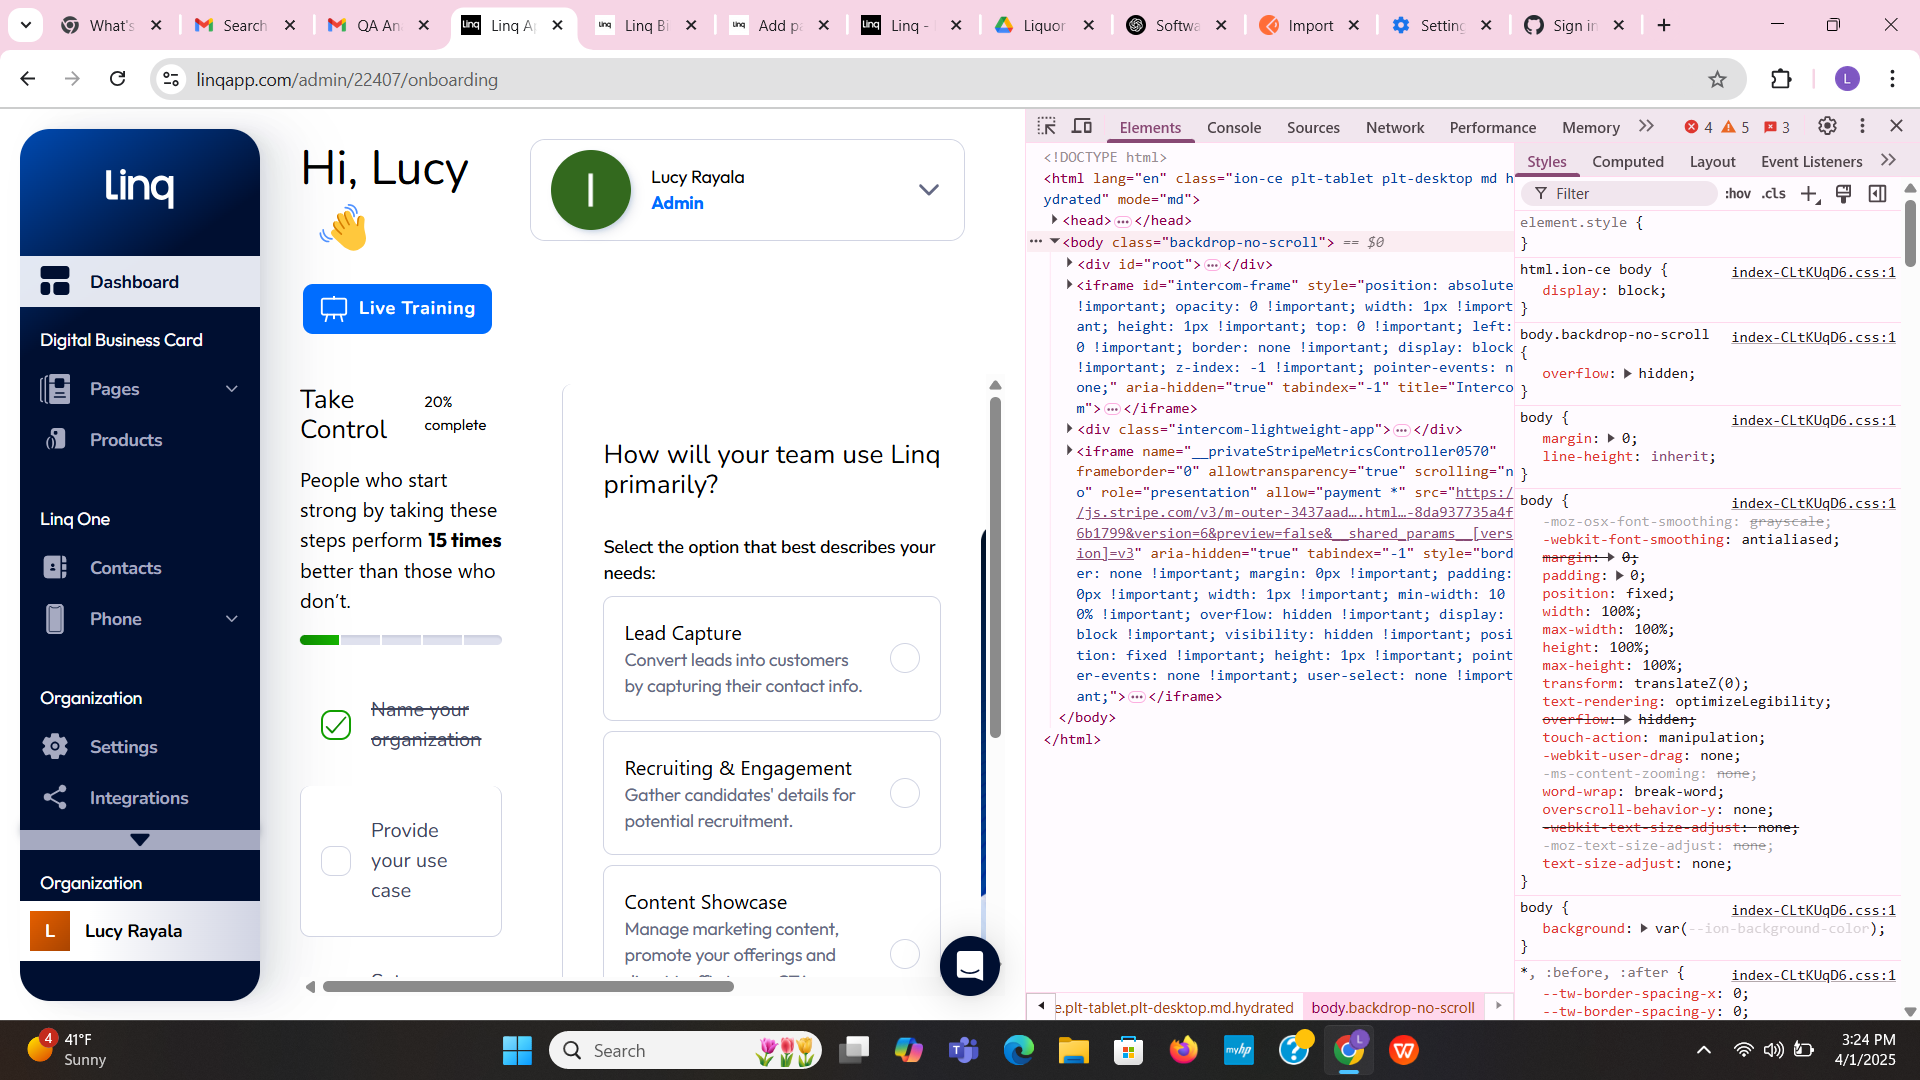 What's
Search
QA An
Linq A
Linq Bi
Add pa
Linq -
Liquor
Softwa
Import
Setting
Sign in
linqapp.com/admin/22407/onboarding
L
Linq
Dashboard
Digital Business Card
Pages
Products
Linq One
Contacts
Phone
Organization
Settings
Integrations
Organization
L
Lucy Rayala
Hi, Lucy
l
Lucy Rayala
Admin
Live Training
Take
Control
20%
complete
People who start
strong by taking these
steps perform 15 times
better than those who
don't.
Name your
organization
Provide
your use
case
How will your team use Linq
primarily?
Select the option that best describes your
needs:
Lead Capture
Convert leads into customers
by capturing their contact info.
Recruiting & Engagement
Gather candidates' details for
potential recruitment.
Content Showcase
Manage marketing content,
promote your offerings and
Elements
Console
Sources
Network
Performance
Memory
4
5
3
<!DOCTYPE html>
<html lang="en" class="ion-ce plt-tablet plt-desktop md h
ydrated" mode="md">
<head> ••• </head>
<body class="backdrop-no-scroll"> == $0
<div id="root"> ••• </div>
<iframe id="intercom-frame" style="position: absolute
!important; opacity: 0 !important; width: 1px !import
ant; height: 1px !important; top: 0 !important; left:
0 !important; border: none !important; display: block
!important; z-index: -1 !important; pointer-events: n
one;" aria-hidden="true" tabindex="-1" title="Interco
m"> ••• </iframe>
<div class="intercom-lightweight-app"> ••• </div>
<iframe name="__privateStripeMetricsController0570"
frameborder="0" allowtransparency="true" scrolling="n
o" role="presentation" allow="payment *" src="https:/
/js.stripe.com/v3/m-outer-3437aad….html…-8da937735a4f
6b1799&version=6&preview=false&__shared_params__[vers
ion]=v3" aria-hidden="true" tabindex="-1" style="bord
er: none !important; margin: 0px !important; padding:
0px !important; width: 1px !important; min-width: 10
0% !important; overflow: hidden !important; display:
block !important; visibility: hidden !important; posi
tion: fixed !important; height: 1px !important; point
er-events: none !important; user-select: none !import
ant;"> ••• </iframe>
</body>
</html>
e.plt-tablet.plt-desktop.md.hydrated
body.backdrop-no-scroll
Styles
Computed
Layout
Event Listeners
Filter
:hov
.cls
element.style {
}
html.ion-ce body {
index-CLtKUqD6.css:1
display: block;
}
body.backdrop-no-scroll
index-CLtKUqD6.css:1
{
overflow: hidden;
}
body {
index-CLtKUqD6.css:1
margin: 0;
line-height: inherit;
}
body {
index-CLtKUqD6.css:1
-moz-osx-font-smoothing: grayscale;
-webkit-font-smoothing: antialiased;
margin: 0;
padding: 0;
position: fixed;
width: 100%;
max-width: 100%;
height: 100%;
max-height: 100%;
transform: translateZ(0);
text-rendering: optimizeLegibility;
overflow: hidden;
touch-action: manipulation;
-webkit-user-drag: none;
-ms-content-zooming: none;
word-wrap: break-word;
overscroll-behavior-y: none;
-webkit-text-size-adjust: none;
-moz-text-size-adjust: none;
text-size-adjust: none;
}
body {
index-CLtKUqD6.css:1
background: var(--ion-background-color);
}
*, :before, :after {
index-CLtKUqD6.css:1
--tw-border-spacing-x: 0;
--tw-border-spacing-y: 0;
4
41°F
Sunny
Search
myhp
L
3:24 PM
4/1/2025